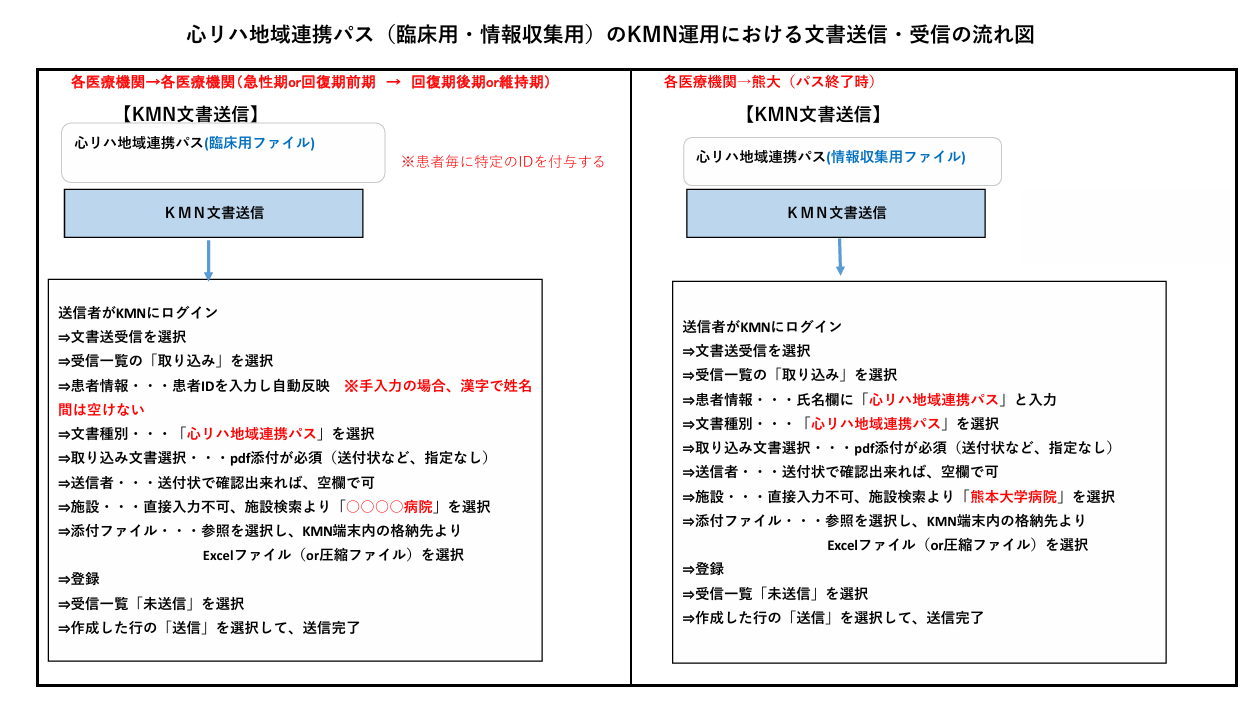 心リハ地域連携パス（臨床用・情報収集用）のKMN運用における文書送信・受信の流れ図
各医療機関→各医療機関（急性期or回復期前期　→　回復期後期or維持期）
【KMN文書送信】
心リハ地域連携パス(臨床用ファイル)
※患者毎に特定のIDを付与する
ＫＭＮ文書送信
送信者がKMNにログイン
⇒文書送受信を選択
⇒受信一覧の「取り込み」を選択
⇒患者情報・・・患者IDを入力し自動反映　※手入力の場合、漢字で姓名
間は空けない
⇒文書種別・・・「心リハ地域連携パス」を選択
⇒取り込み文書選択・・・pdf添付が必須（送付状など、指定なし）
⇒送信者・・・送付状で確認出来れば、空欄で可
⇒施設・・・直接入力不可、施設検索より「〇〇〇〇病院」を選択
⇒添付ファイル・・・参照を選択し、KMN端末内の格納先より
Excelファイル（or圧縮ファイル）を選択
⇒登録
⇒受信一覧「未送信」を選択
⇒作成した行の「送信」を選択して、送信完了
各医療機関→熊大（パス終了時）
【KMN文書送信】
心リハ地域連携パス(情報収集用ファイル)
ＫＭＮ文書送信
送信者がKMNにログイン
⇒文書送受信を選択
⇒受信一覧の「取り込み」を選択
⇒患者情報・・・氏名欄に「心リハ地域連携パス」と入力
⇒文書種別・・・「心リハ地域連携パス」を選択
⇒取り込み文書選択・・・pdf添付が必須（送付状など、指定なし）
⇒送信者・・・送付状で確認出来れば、空欄で可
⇒施設・・・直接入力不可、施設検索より「熊本大学病院」を選択
⇒添付ファイル・・・参照を選択し、KMN端末内の格納先より
Excelファイル（or圧縮ファイル）を選択
⇒登録
⇒受信一覧「未送信」を選択
⇒作成した行の「送信」を選択して、送信完了